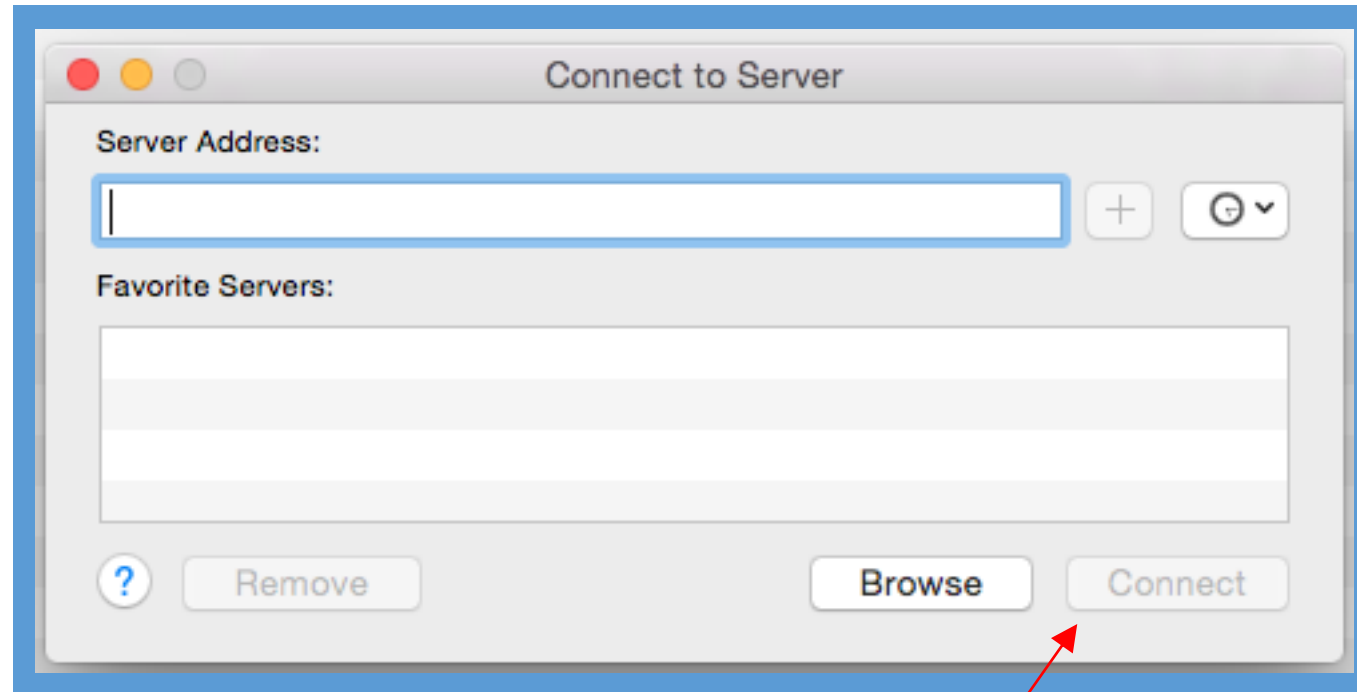 Connect to Server
Server Address:
+
Favorite Servers:
? Remove Browse Connect